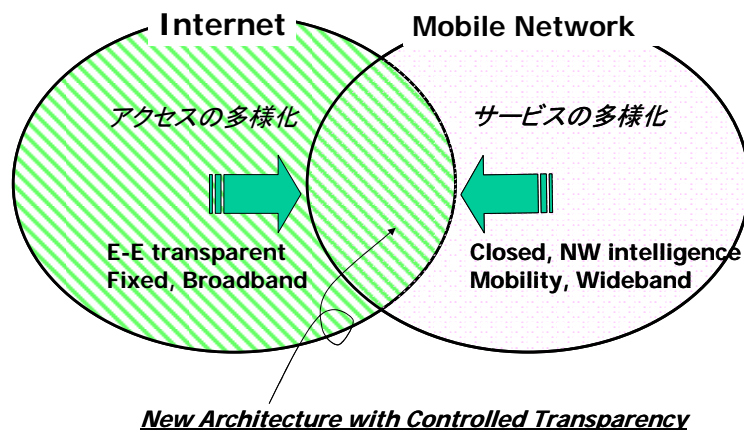 Internet
Mobile Network
アクセスの多様化
サービスの多様化
E-E transparent
Fixed, Broadband
Closed, NW intelligence
Mobility, Wideband
New Architecture with Controlled Transparency